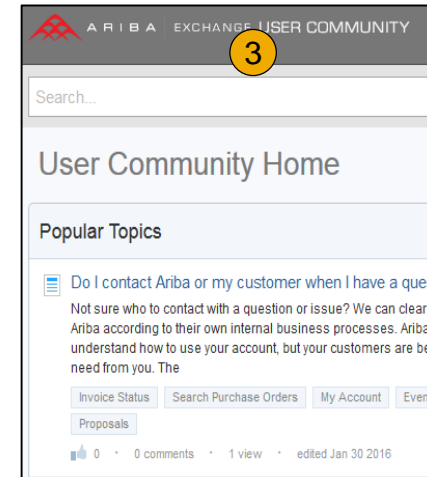 ARIBA EXCHANGE USER COMMUNITY
3
Search...
User Community Home
Popular Topics
Do I contact Ariba or my customer when I have a que
Not sure who to contact with a question or issue? We can clear
Ariba according to their own internal business processes. Ariba
understand how to use your account, but your customers are be
need from you. The
Invoice Status Search Purchase Orders My Account Even
Proposals
0 · 0 comments · 1 view · edited Jan 30 2016